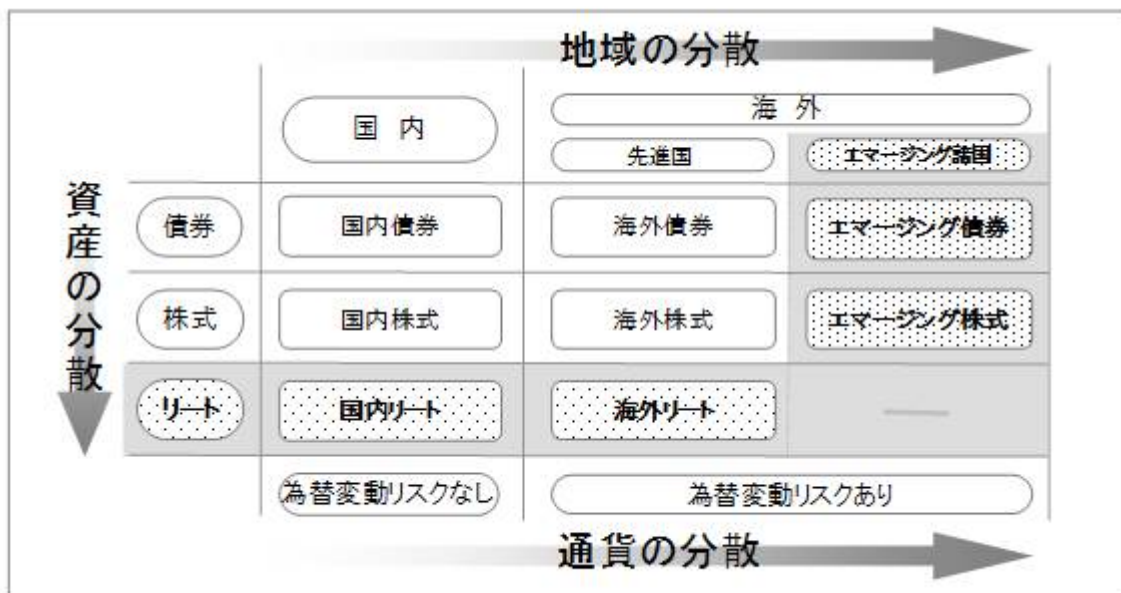 地域の分散
国内
海外
先進国
エマージング諸国
資産の分散
債券
国内債券
海外債券
エマージング債券
株式
国内株式
海外株式
エマージング株式
リート
国内リート
海外リート
為替変動リスクなし
為替変動リスクあり
通貨の分散